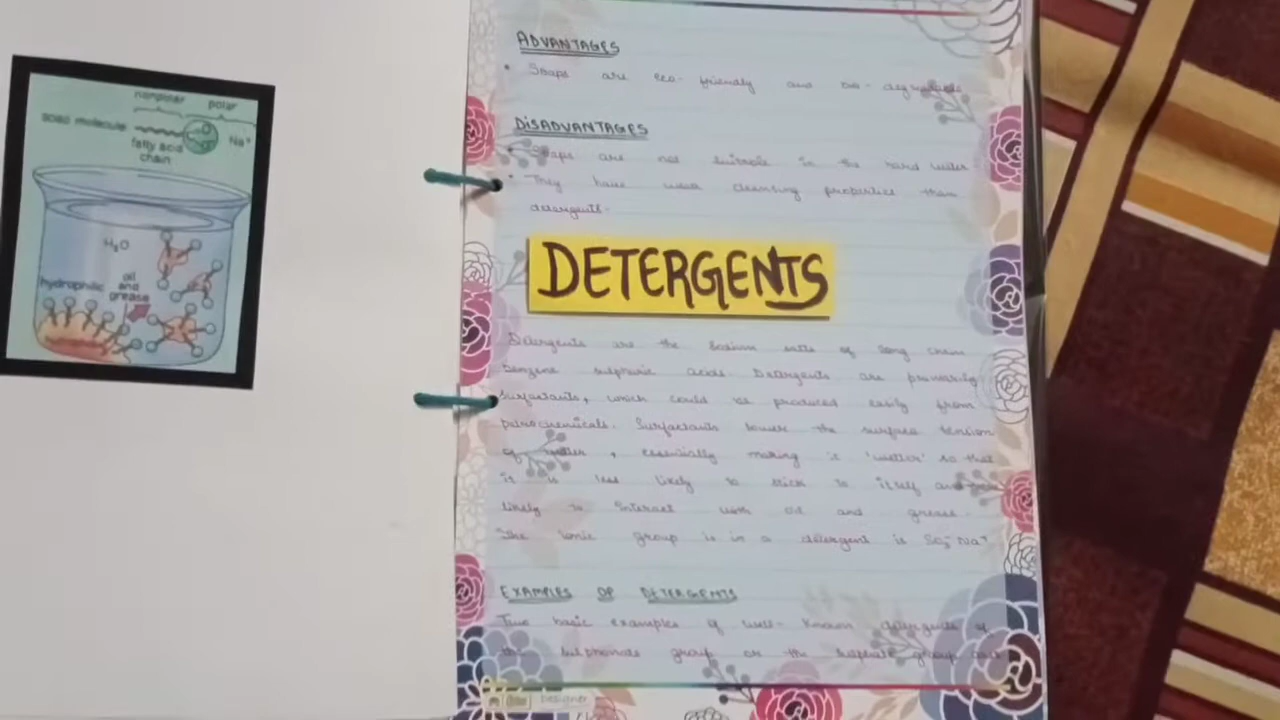 nonpolar polar
soap molecule
Na+
fatty acid
chain
H₂O
hydrophilic
oil
and
grease
ADVANTAGES
• Soaps are eco-friendly and bio-degradable
DISADVANTAGES
• Soaps are not suitable in the hard water
• They have weak cleansing properties than
detergents.
DETERGENTS
Detergents are the sodium salts of long chain
benzene sulphonic acids. Detergents are primarily
surfactants, which could be produced easily from
petrochemicals. Surfactants lower the surface tension
of water, essentially making it 'wetter' so that
it is less likely to stick to itself and
likely to interact with oil and grease.
The ionic group is in a detergent is SO₃⁻Na⁺
EXAMPLES OF DETERGENTS
Two basic examples of well-known detergents of
the sulphonate group or the sulphate group are
Designer